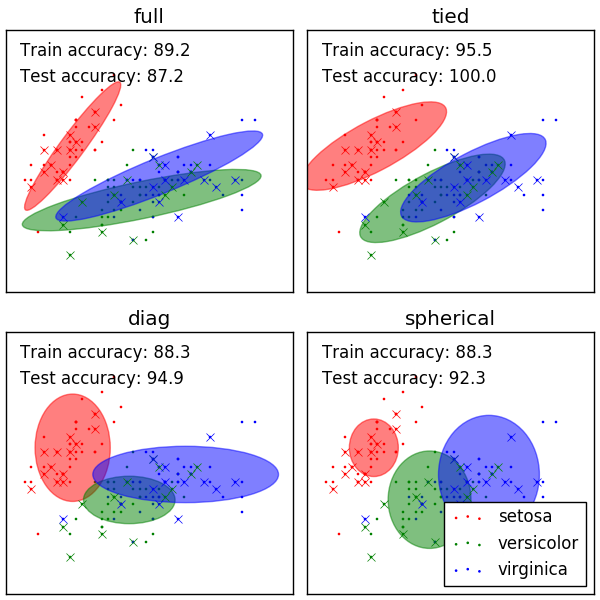 full
Train accuracy: 89.2
Test accuracy: 87.2
tied
Train accuracy: 95.5
Test accuracy: 100.0
diag
Train accuracy: 88.3
Test accuracy: 94.9
spherical
Train accuracy: 88.3
Test accuracy: 92.3
setosa
versicolor
virginica